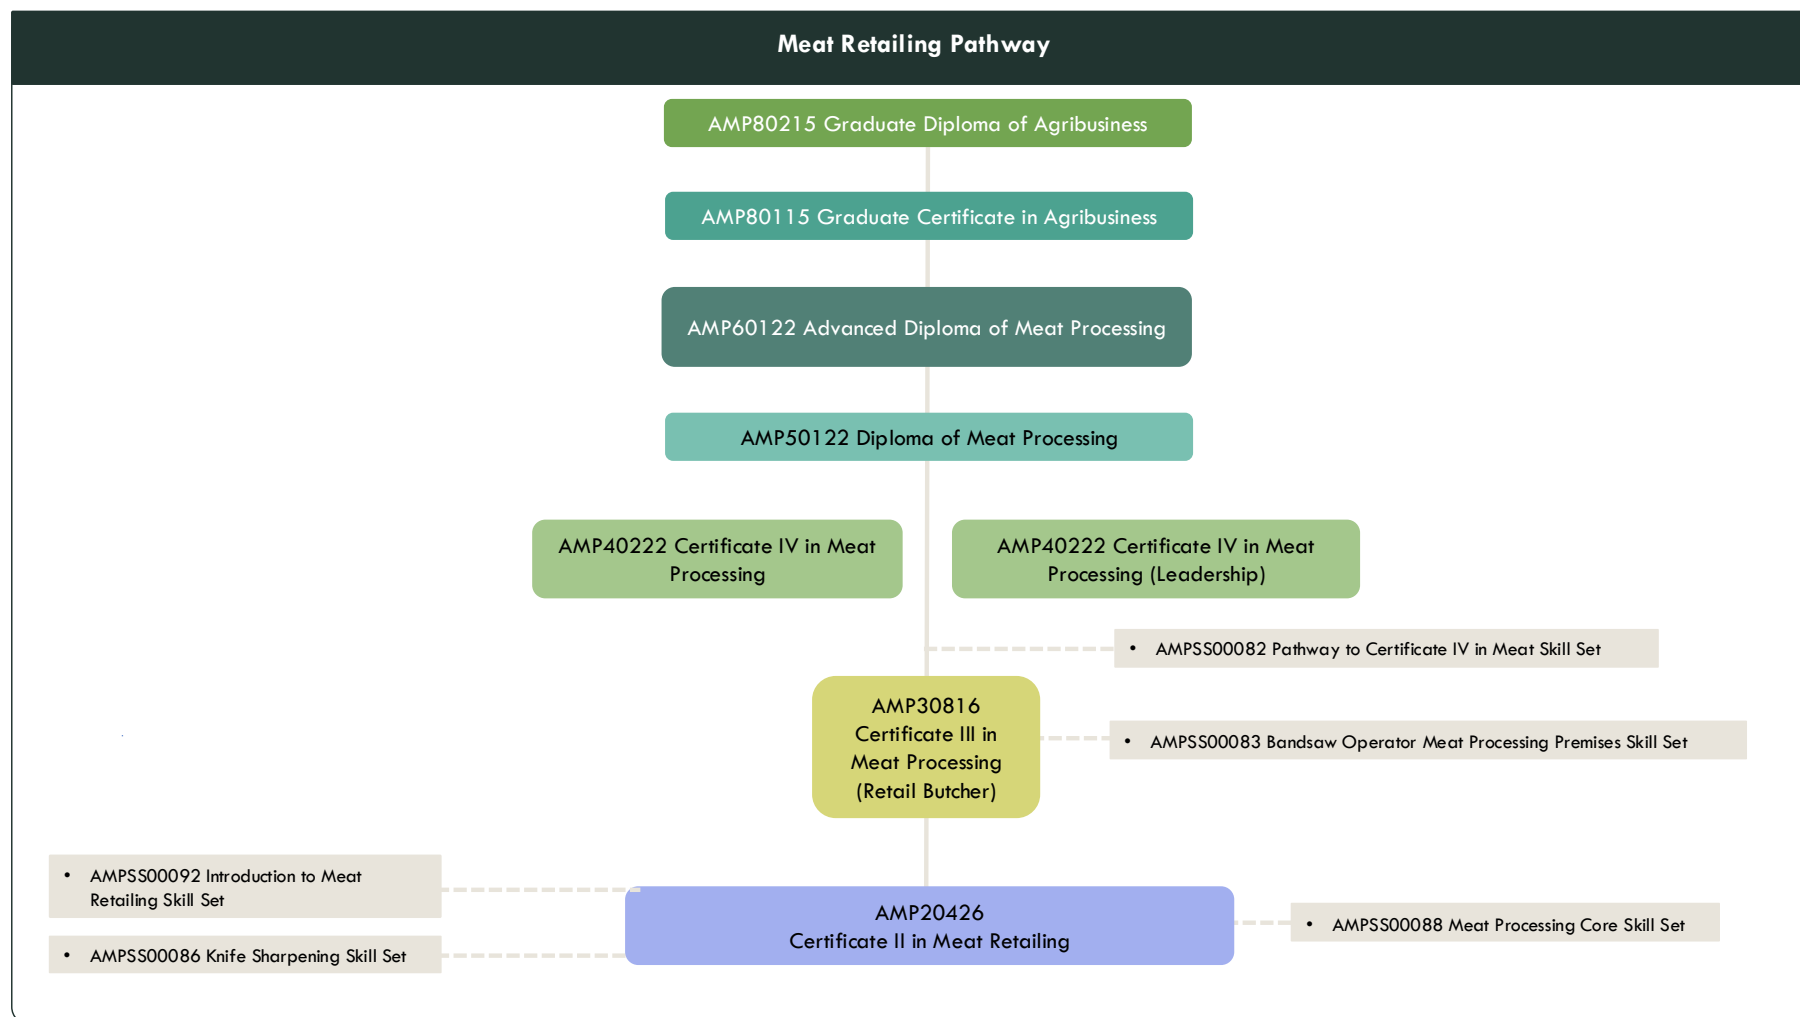 Meat Retailing Pathway
AMP80215 Graduate Diploma of Agribusiness
AMP80115 Graduate Certificate in Agribusiness
AMP60122 Advanced Diploma of Meat Processing
AMP50122 Diploma of Meat Processing
AMP40222 Certificate IV in Meat
Processing
AMP40222 Certificate IV in Meat
Processing (Leadership)
• AMPSS00082 Pathway to Certificate IV in Meat Skill Set
AMP30816
Certificate III in
Meat Processing
(Retail Butcher)
• AMPSS00083 Bandsaw Operator Meat Processing Premises Skill Set
• AMPSS00092 Introduction to Meat
Retailing Skill Set
• AMPSS00086 Knife Sharpening Skill Set
AMP20426
Certificate II in Meat Retailing
• AMPSS00088 Meat Processing Core Skill Set